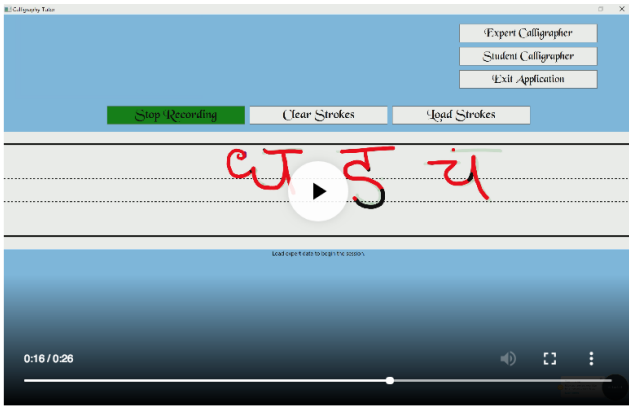 Calligraphy Tutor
Expert Calligrapher
Student Calligrapher
Exit Application
Stop Recording Clear Strokes Load Strokes
Load expert data to begin the session.
0:16 / 0:26